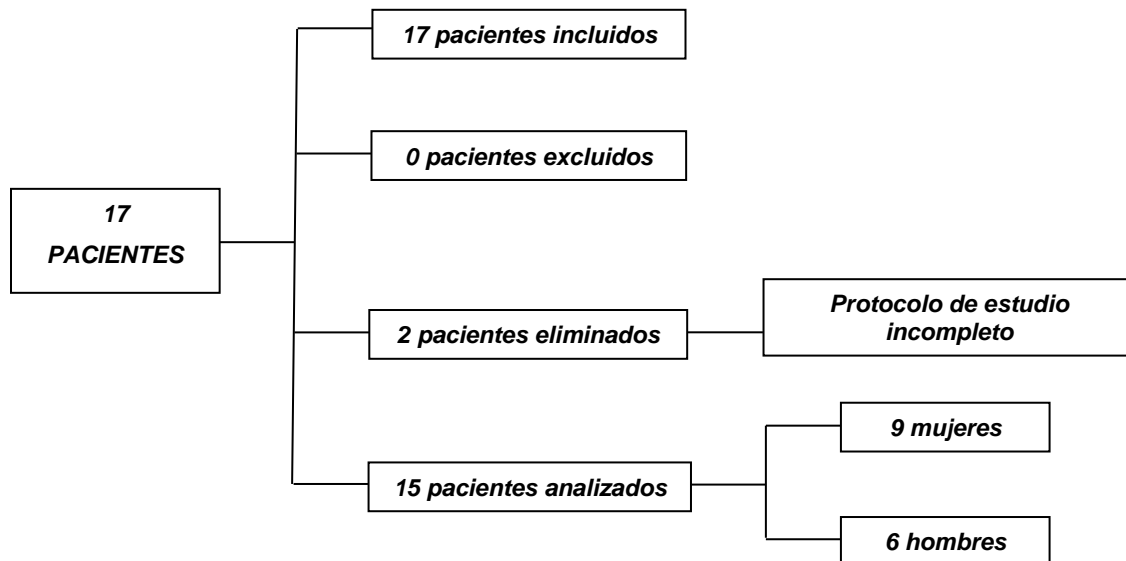 17 pacientes incluidos
0 pacientes excluidos
17
PACIENTES
2 pacientes eliminados
Protocolo de estudio
incompleto
15 pacientes analizados
9 mujeres
6 hombres